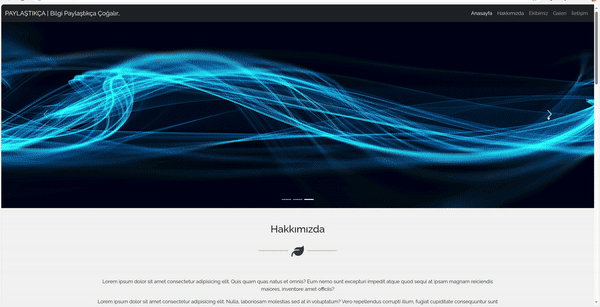 PAYLAŞTIKÇA | Bilgi Paylaştıkça Çoğalır..
Anasayfa Hakkımızda Ekibimiz Galeri İletişim
Hakkımızda
Lorem ipsum dolor sit amet consectetur adipisicing elit. Quis quam quas natus et omnis? Eum nemo sunt excepturi impedit atque quod sequi at ipsam magnam reiciendis
maiores, inventore amet officiis?
Lorem ipsum dolor sit amet consectetur adipisicing elit. Nulla, laboriosam molestias sed at in voluptatum? Vero repellendus corrupti illum, fugiat cupiditate consequuntur sunt